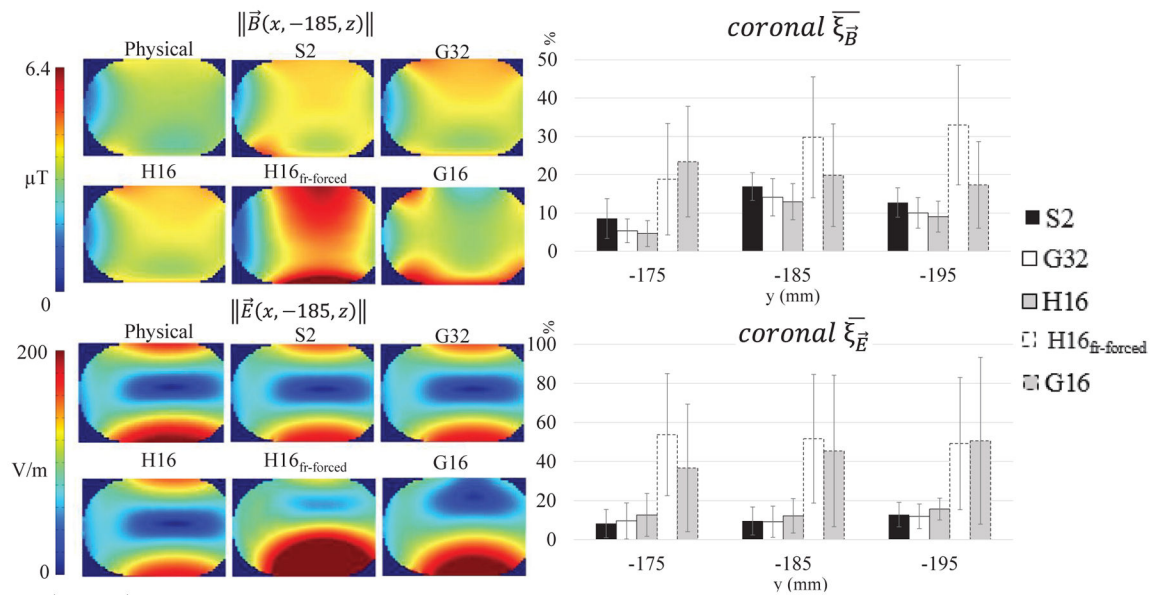 ‖B⃗(x, −185, z)‖
Physical S2 G32
6.4
µT
0
H16 H16fr-forced G16
‖E⃗(x, −185, z)‖
Physical S2 G32
200
V/m
0
H16 H16fr-forced G16
coronal ξ_B⃗
%
50
40
30
20
10
0
-175 -185 -195
y (mm)
coronal ξ_E⃗
%
100
80
60
40
20
0
-175 -185 -195
y (mm)
S2
G32
H16
H16fr-forced
G16